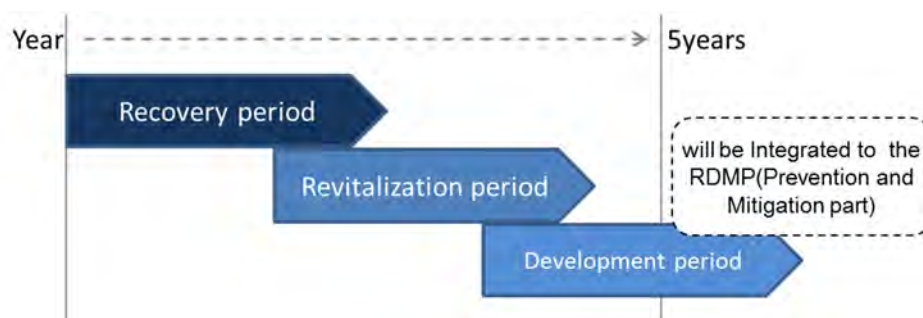 Year
5years
Recovery period
will be Integrated to the
RDMP(Prevention and
Mitigation part)
Revitalization period
Development period